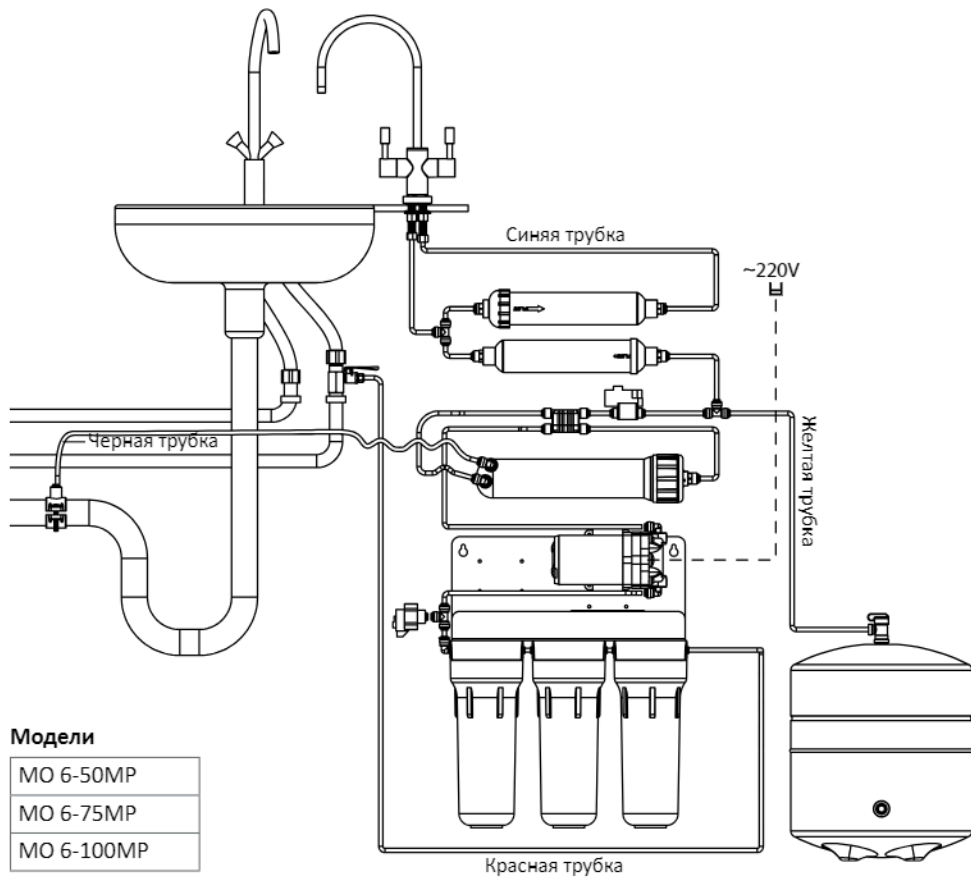 Синяя трубка
~220V
Черная трубка
Желтая трубка
Модели
МО 6-50МР
МО 6-75МР
МО 6-100МР
Красная трубка